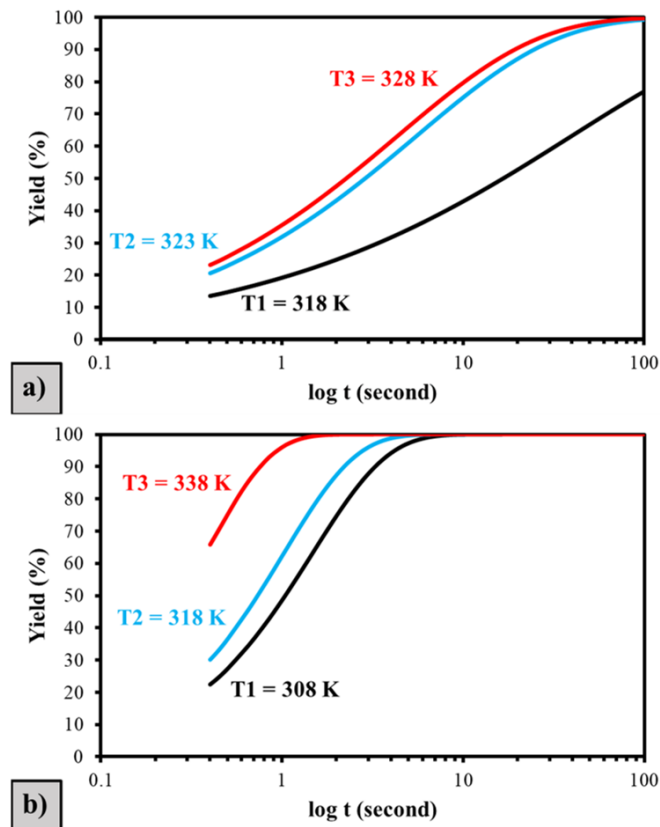 100
90
80
70
60
50
40
30
20
10
0
Yield (%)
T3 = 328 K
T2 = 323 K
T1 = 318 K
0.1 1 10 100
log t (second)
a)
100
90
80
70
60
50
40
30
20
10
0
Yield (%)
T3 = 338 K
T2 = 318 K
T1 = 308 K
0.1 1 10 100
log t (second)
b)